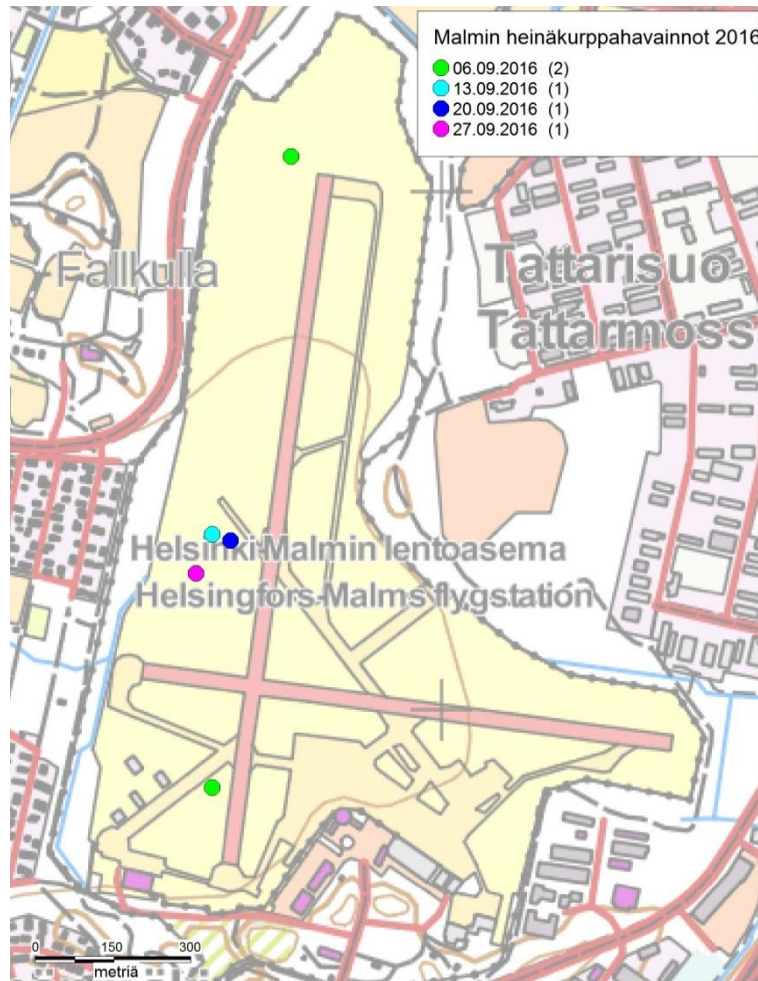 Malmin heinäkurppahavainnot 2016
06.09.2016 (2)
13.09.2016 (1)
20.09.2016 (1)
27.09.2016 (1)
Fallkulla
Tattarisuo
Tattarmoss
Helsinki-Malmin lentoasema
Helsingfors-Malms flygstation
0 150 300
metriä